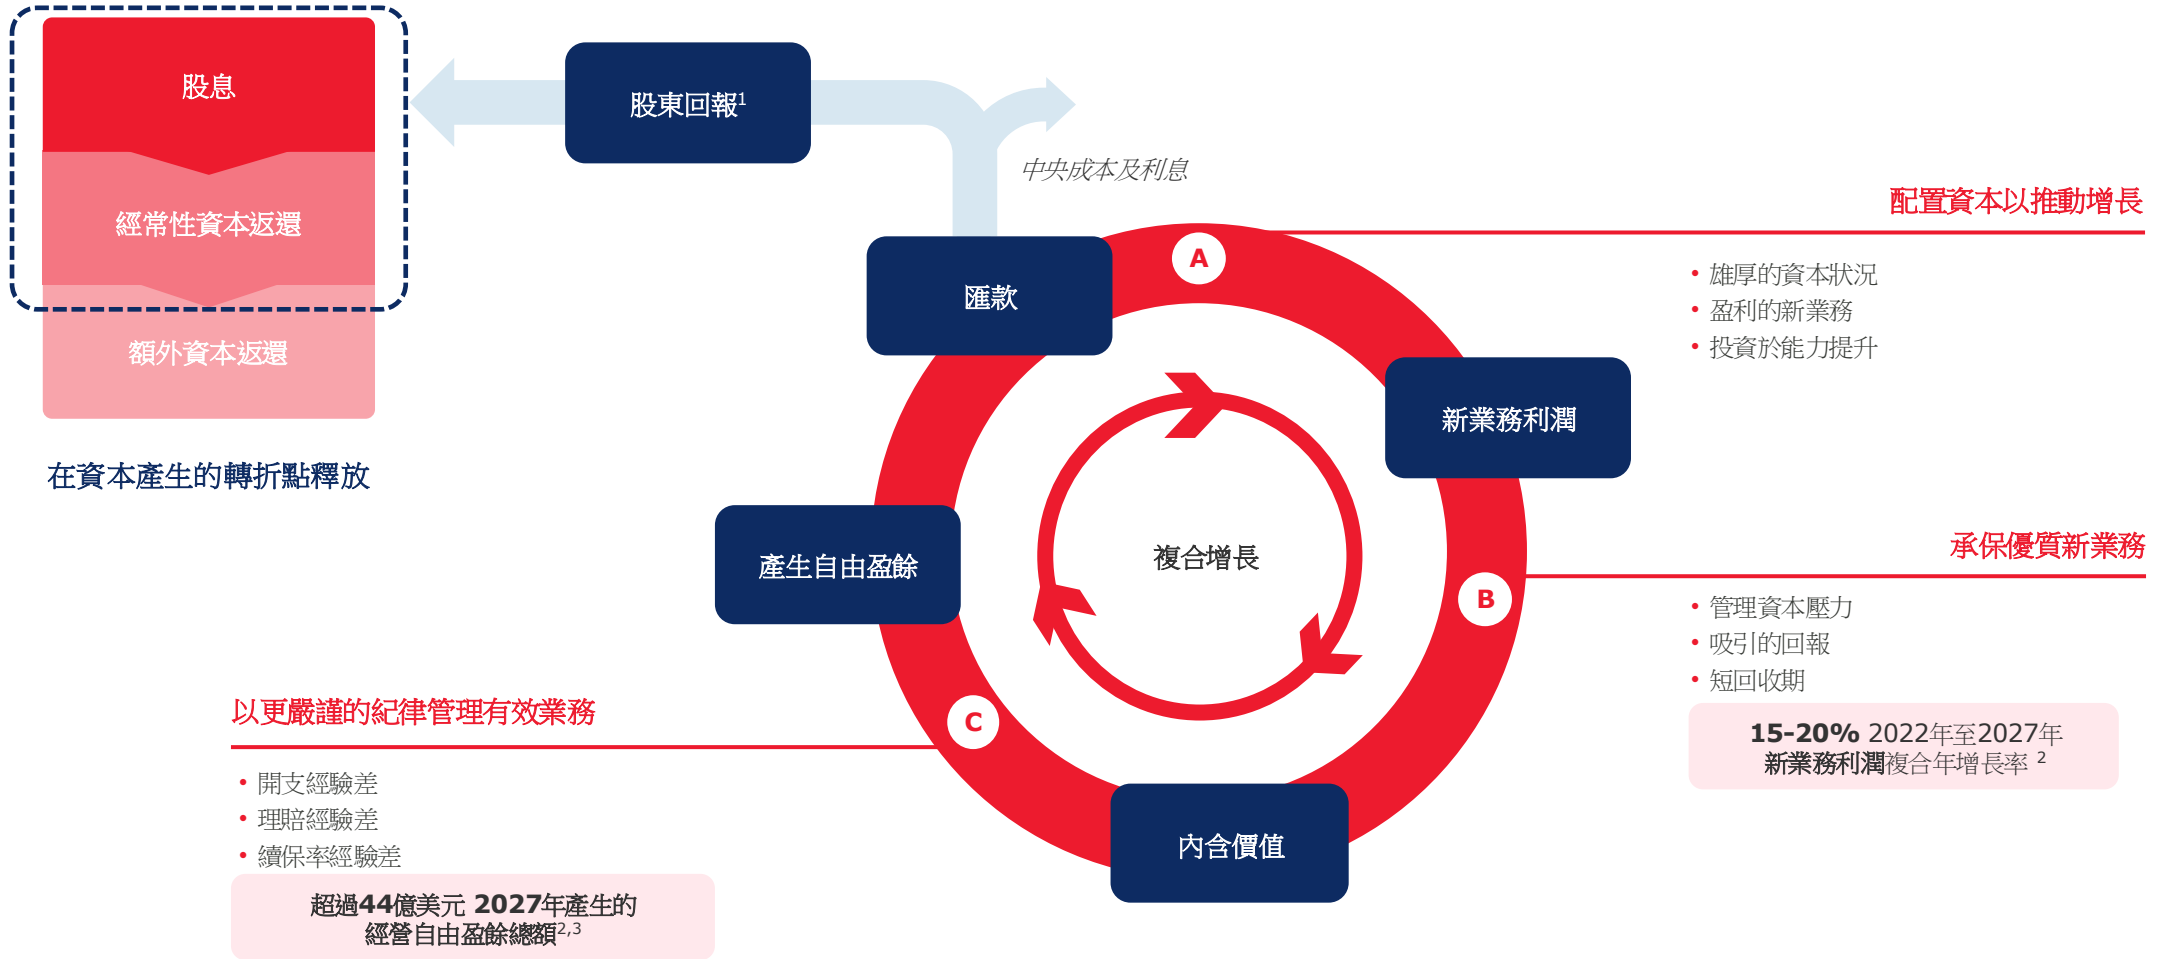 股息
經常性資本返還
額外資本返還
在資本產生的轉折點釋放
股東回報1
中央成本及利息
匯款
A
配置資本以推動增長
• 雄厚的資本狀況
• 盈利的新業務
• 投資於能力提升
新業務利潤
複合增長
產生自由盈餘
承保優質新業務
B
• 管理資本壓力
• 吸引的回報
• 短回收期
15-20% 2022年至2027年
新業務利潤複合年增長率 2
以更嚴謹的紀律管理有效業務
C
• 開支經驗差
• 理賠經驗差
• 續保率經驗差
超過44億美元 2027年產生的
經營自由盈餘總額2,3
內含價值